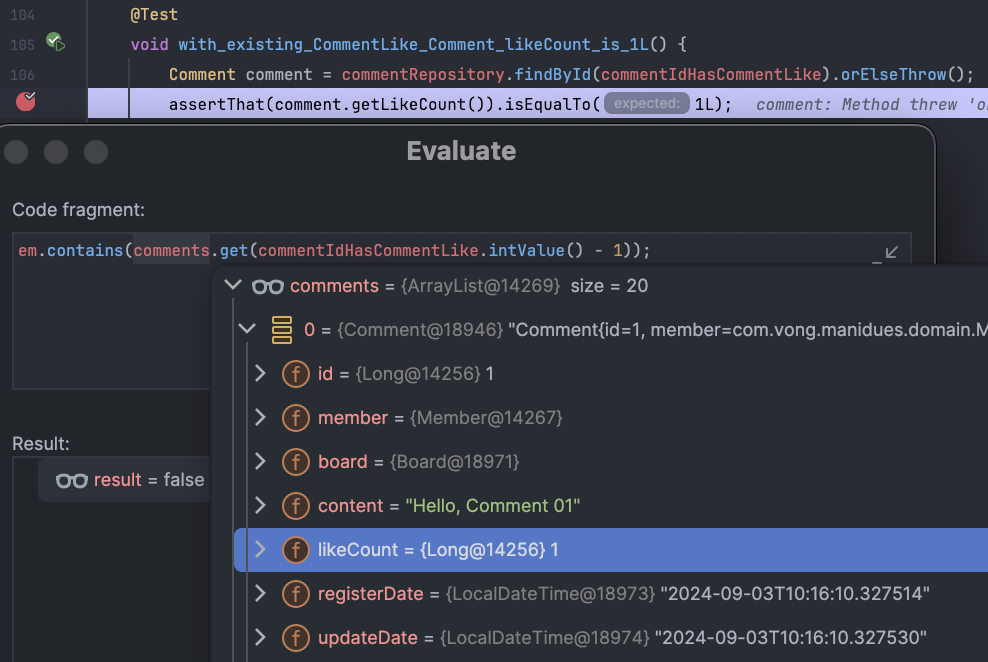 104 @Test
105 void with_existing_CommentLike_Comment_likeCount_is_1L() {
106 Comment comment = commentRepository.findById(commentIdHasCommentLike).orElseThrow();
assertThat(comment.getLikeCount()).isEqualTo( expected: 1L); comment: Method threw 'o
Evaluate
Code fragment:
em.contains(comments.get(commentIdHasCommentLike.intValue() - 1));
comments = {ArrayList@14269} size = 20
0 = {Comment@18946} "Comment{id=1, member=com.vong.manidues.domain.M
id = {Long@14256} 1
member = {Member@14267}
board = {Board@18971}
content = "Hello, Comment 01"
likeCount = {Long@14256} 1
registerDate = {LocalDateTime@18973} "2024-09-03T10:16:10.327514"
updateDate = {LocalDateTime@18974} "2024-09-03T10:16:10.327530"
Result:
result = false